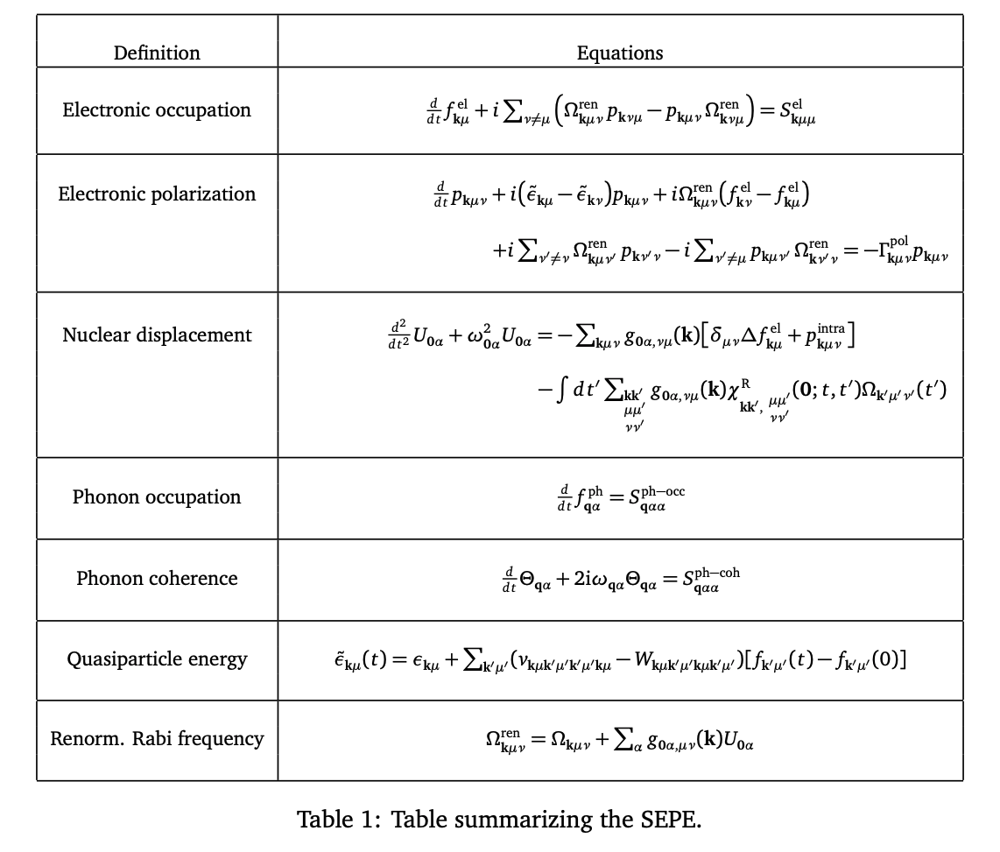 Definition Equations
Electronic occupation $\frac{d}{dt} f^{\text{el}}_{\mathbf{k}\mu} + i \sum_{\nu \neq \mu} \left( \Omega^{\text{ren}}_{\mathbf{k}\mu\nu} p_{\mathbf{k}\nu\mu} - p_{\mathbf{k}\mu\nu} \Omega^{\text{ren}}_{\mathbf{k}\nu\mu} \right) = S^{\text{el}}_{\mathbf{k}\mu\mu}$
Electronic polarization $\frac{d}{dt} p_{\mathbf{k}\mu\nu} + i \left( \tilde{\epsilon}_{\mathbf{k}\mu} - \tilde{\epsilon}_{\mathbf{k}\nu} \right) p_{\mathbf{k}\mu\nu} + i \Omega^{\text{ren}}_{\mathbf{k}\mu\nu} \left( f^{\text{el}}_{\mathbf{k}\nu} - f^{\text{el}}_{\mathbf{k}\mu} \right)$
$+ i \sum_{\nu' \neq \nu} \Omega^{\text{ren}}_{\mathbf{k}\mu\nu'} p_{\mathbf{k}\nu'\nu} - i \sum_{\nu' \neq \mu} p_{\mathbf{k}\mu\nu'} \Omega^{\text{ren}}_{\mathbf{k}\nu'\nu} = -\Gamma^{\text{pol}}_{\mathbf{k}\mu\nu} p_{\mathbf{k}\mu\nu}$
Nuclear displacement $\frac{d^2}{dt^2} U_{\mathbf{0}\alpha} + \omega^2_{\mathbf{0}\alpha} U_{\mathbf{0}\alpha} = - \sum_{\mathbf{k}\mu\nu} g_{\mathbf{0}\alpha,\nu\mu}(\mathbf{k}) \left[ \delta_{\mu\nu} \Delta f^{\text{el}}_{\mathbf{k}\mu} + p^{\text{intra}}_{\mathbf{k}\mu\nu} \right]$
$- \int dt' \sum_{\substack{\mathbf{k}\mathbf{k}' \\ \mu\mu' \\ \nu\nu'}} g_{\mathbf{0}\alpha,\nu\mu}(\mathbf{k}) \chi^{\text{R}}_{\mathbf{k}\mathbf{k}', \substack{\mu\mu' \\ \nu\nu'}}(\mathbf{0}; t, t') \Omega_{\mathbf{k}'\mu'\nu'}(t')$
Phonon occupation $\frac{d}{dt} f^{\text{ph}}_{\mathbf{q}\alpha} = S^{\text{ph-occ}}_{\mathbf{q}\alpha\alpha}$
Phonon coherence $\frac{d}{dt} \Theta_{\mathbf{q}\alpha} + 2\text{i} \omega_{\mathbf{q}\alpha} \Theta_{\mathbf{q}\alpha} = S^{\text{ph-coh}}_{\mathbf{q}\alpha\alpha}$
Quasiparticle energy $\tilde{\epsilon}_{\mathbf{k}\mu}(t) = \epsilon_{\mathbf{k}\mu} + \sum_{\mathbf{k}'\mu'} (v_{\mathbf{k}\mu\mathbf{k}'\mu'\mathbf{k}'\mu'\mathbf{k}\mu} - W_{\mathbf{k}\mu\mathbf{k}'\mu'\mathbf{k}\mu\mathbf{k}'\mu'}) [f_{\mathbf{k}'\mu'}(t) - f_{\mathbf{k}'\mu'}(0)]$
Renorm. Rabi frequency $\Omega^{\text{ren}}_{\mathbf{k}\mu\nu} = \Omega_{\mathbf{k}\mu\nu} + \sum_{\alpha} g_{\mathbf{0}\alpha,\mu\nu}(\mathbf{k}) U_{\mathbf{0}\alpha}$
Table 1: Table summarizing the SEPE.